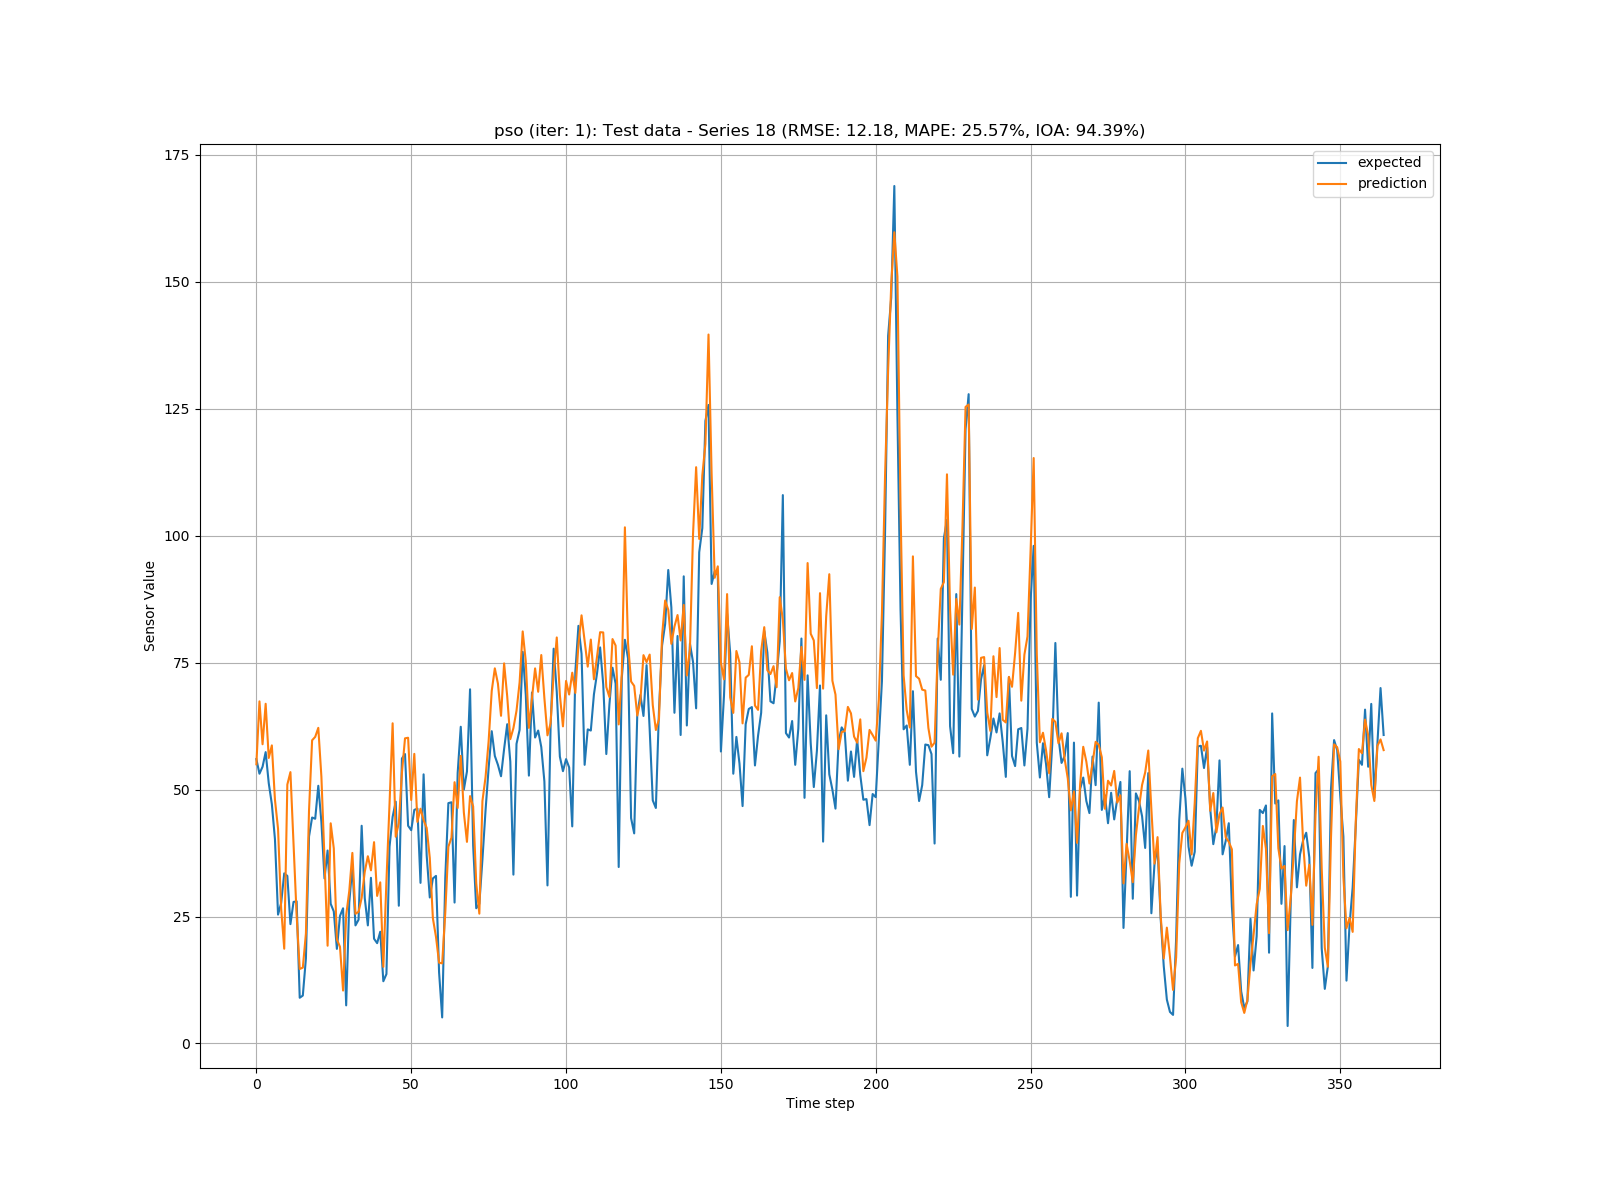 pso (iter: 1): Test data - Series 18 (RMSE: 12.18, MAPE: 25.57%, IOA: 94.39%)
expected
prediction
Sensor Value
175
150
125
100
75
50
25
0
0 50 100 150 200 250 300 350
Time step